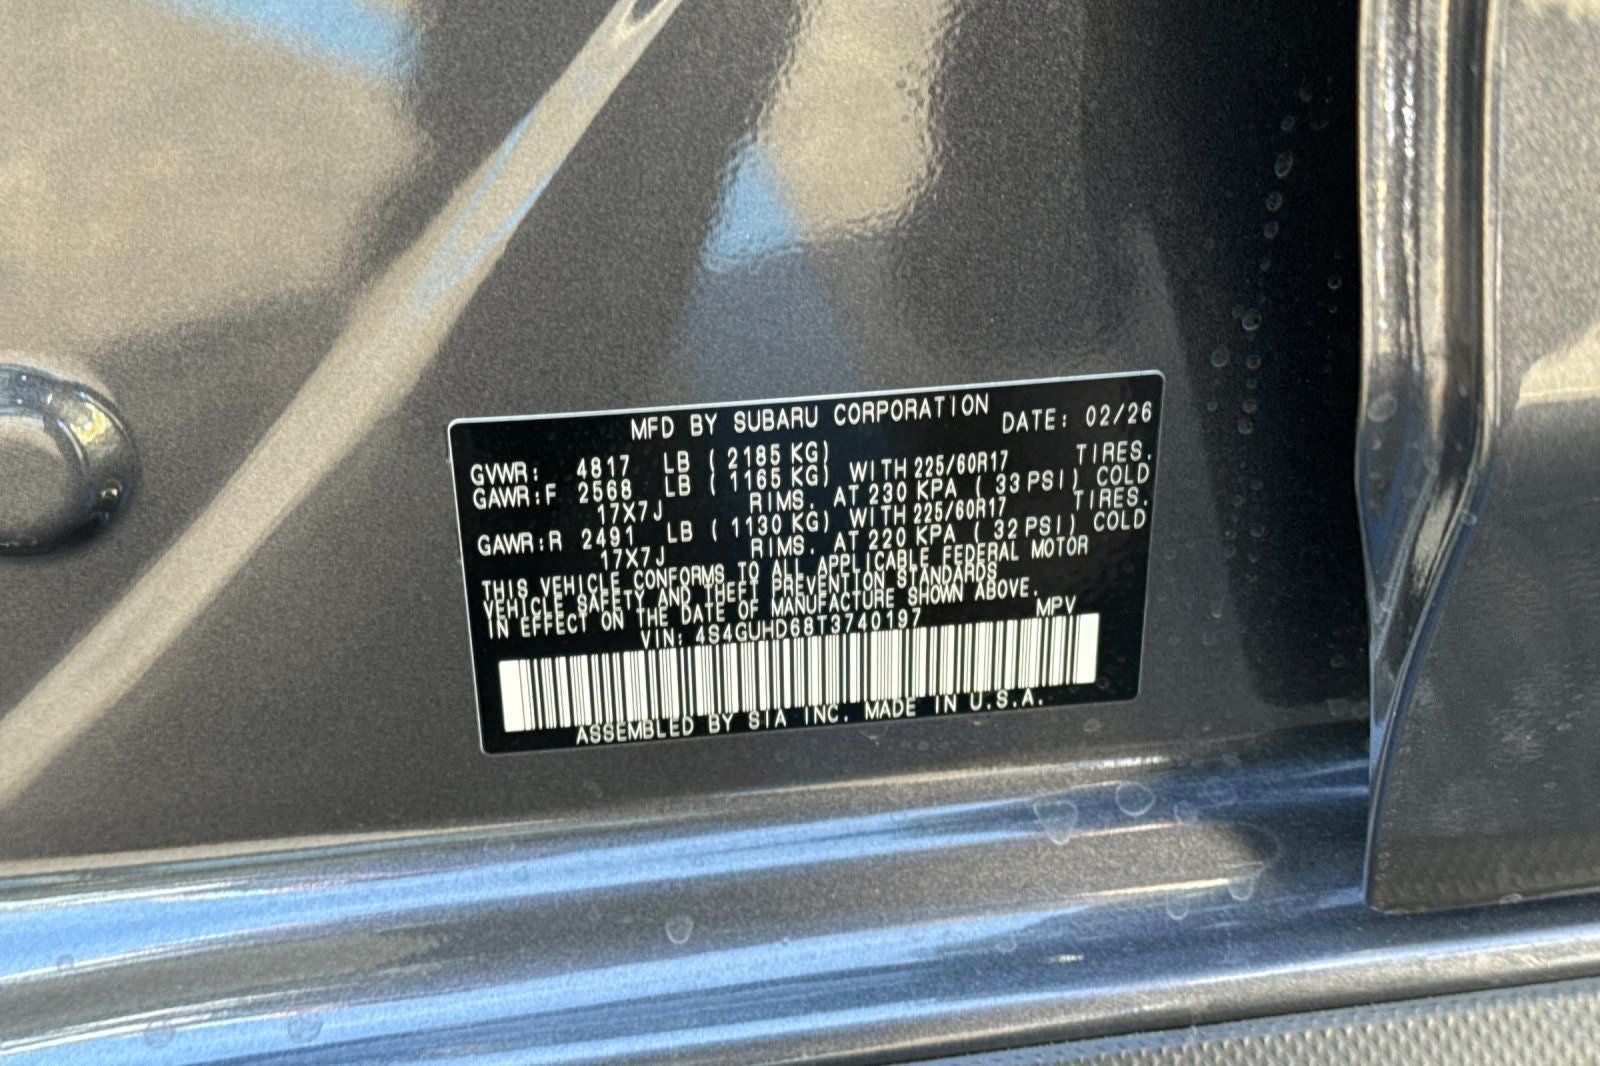 MFD BY SUBARU CORPORATION DATE: 02/26
GVWR: 4817 LB ( 2185 KG) TIRES.
GAWR:F 2568 LB ( 1165 KG) WITH 225/60R17
17X7J RIMS. AT 230 KPA ( 33 PSI) COLD
GAWR:R 2491 LB ( 1130 KG) WITH 225/60R17 TIRES.
17X7J RIMS. AT 220 KPA ( 32 PSI) COLD
THIS VEHICLE CONFORMS TO ALL APPLICABLE FEDERAL MOTOR
VEHICLE SAFETY AND THEFT PREVENTION STANDARDS
IN EFFECT ON THE DATE OF MANUFACTURE SHOWN ABOVE.
VIN: 4S4GUHD68T3740197 MPV
ASSEMBLED BY SIA INC. MADE IN U.S.A.